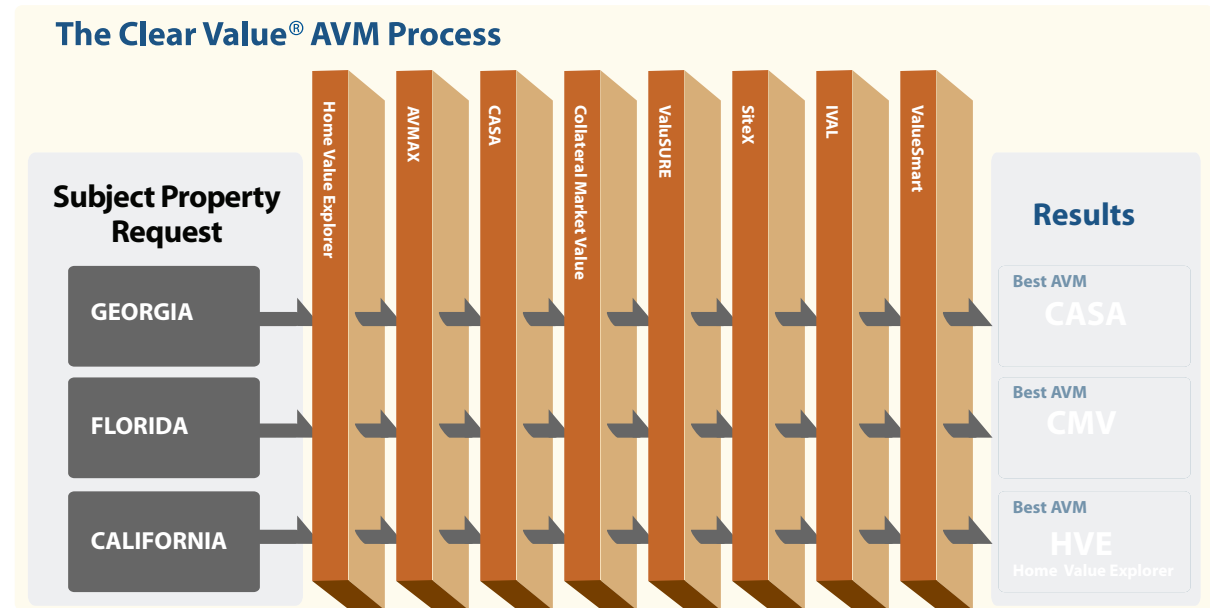 The Clear Value® AVM Process
Subject Property
Request
GEORGIA
FLORIDA
CALIFORNIA
Home Value Explorer
AVMAX
CASA
Collateral Market Value
ValuSURE
SiteX
IVAL
ValueSmart
Results
Best AVM
CASA
Best AVM
CMV
Best AVM
HVE
Home Value Explorer